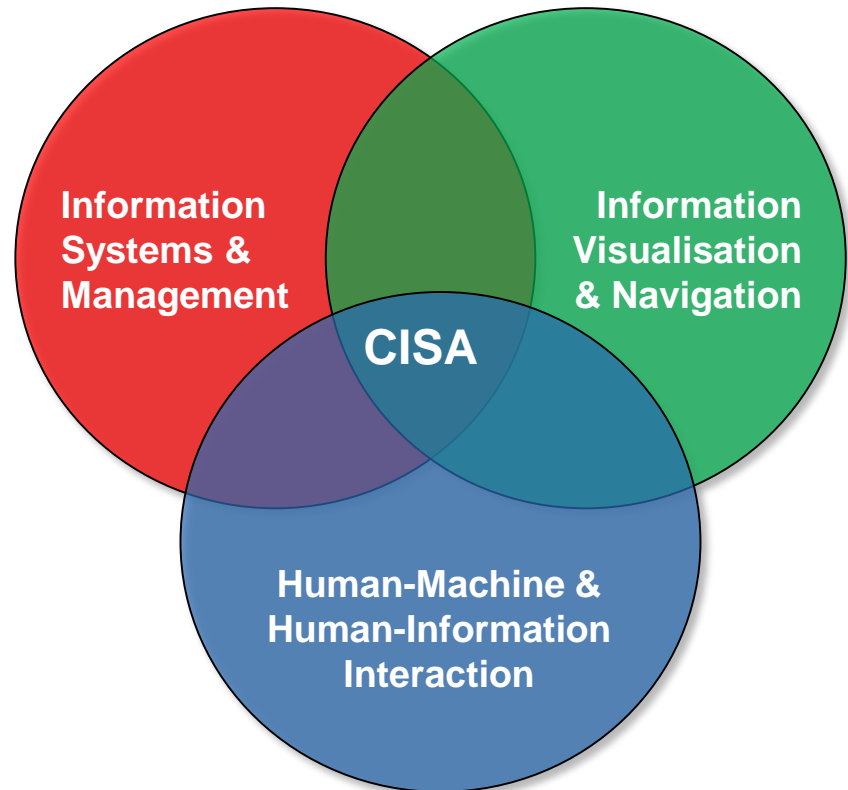 Information
Systems &
Management
Information
Visualisation
& Navigation
CISA
Human-Machine &
Human-Information
Interaction